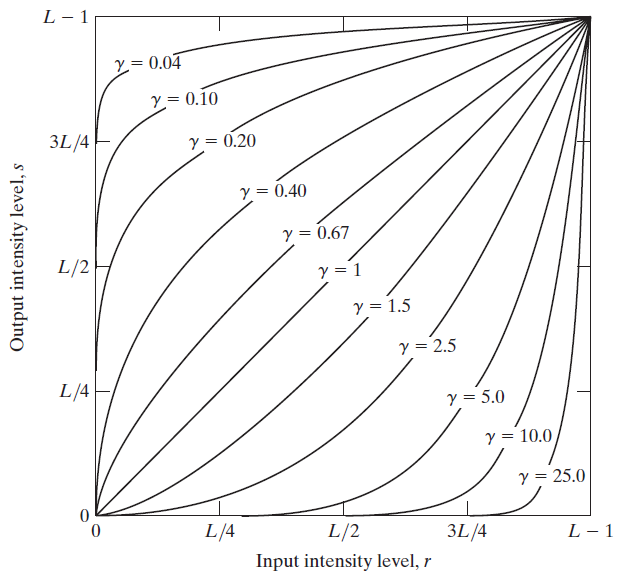 L − 1
γ = 0.04
γ = 0.10
3L/4
γ = 0.20
γ = 0.40
γ = 0.67
L/2
γ = 1
γ = 1.5
γ = 2.5
L/4
γ = 5.0
γ = 10.0
γ = 25.0
0
0 L/4 L/2 3L/4 L − 1
Input intensity level, r
Output intensity level, s